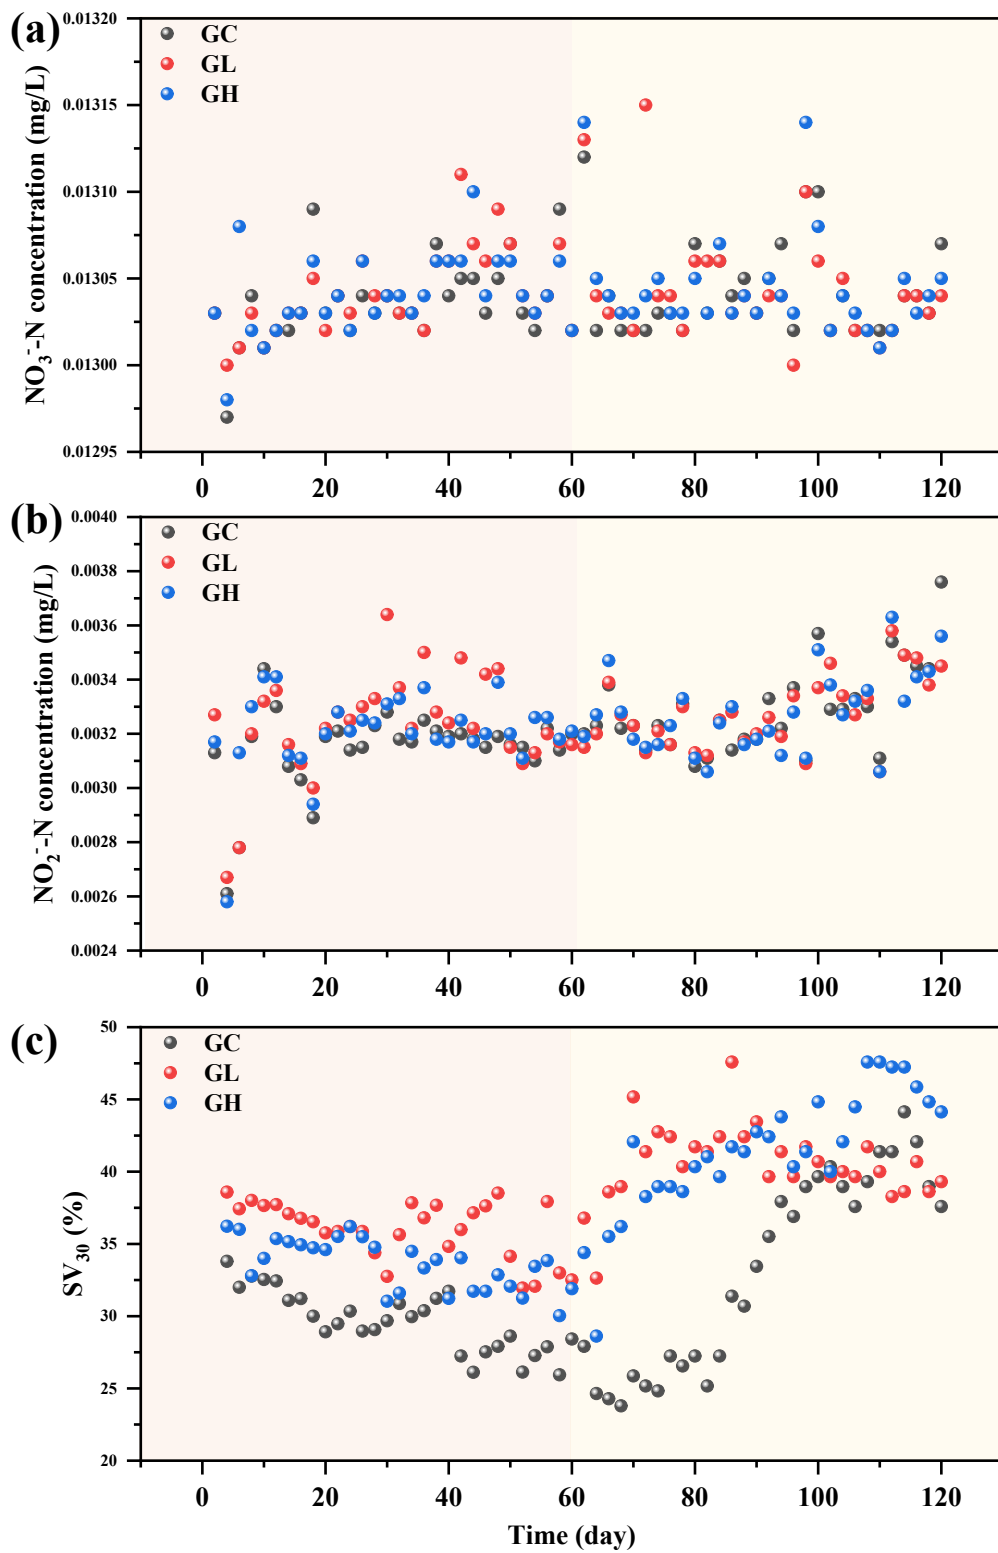 (a)
NO₃⁻-N concentration (mg/L)
0.01320
0.01315
0.01310
0.01305
0.01300
0.01295
GC
GL
GH
0 20 40 60 80 100 120
(b)
NO₂⁻-N concentration (mg/L)
0.0040
0.0038
0.0036
0.0034
0.0032
0.0030
0.0028
0.0026
0.0024
GC
GL
GH
0 20 40 60 80 100 120
(c)
SV₃₀ (%)
50
45
40
35
30
25
20
GC
GL
GH
0 20 40 60 80 100 120
Time (day)